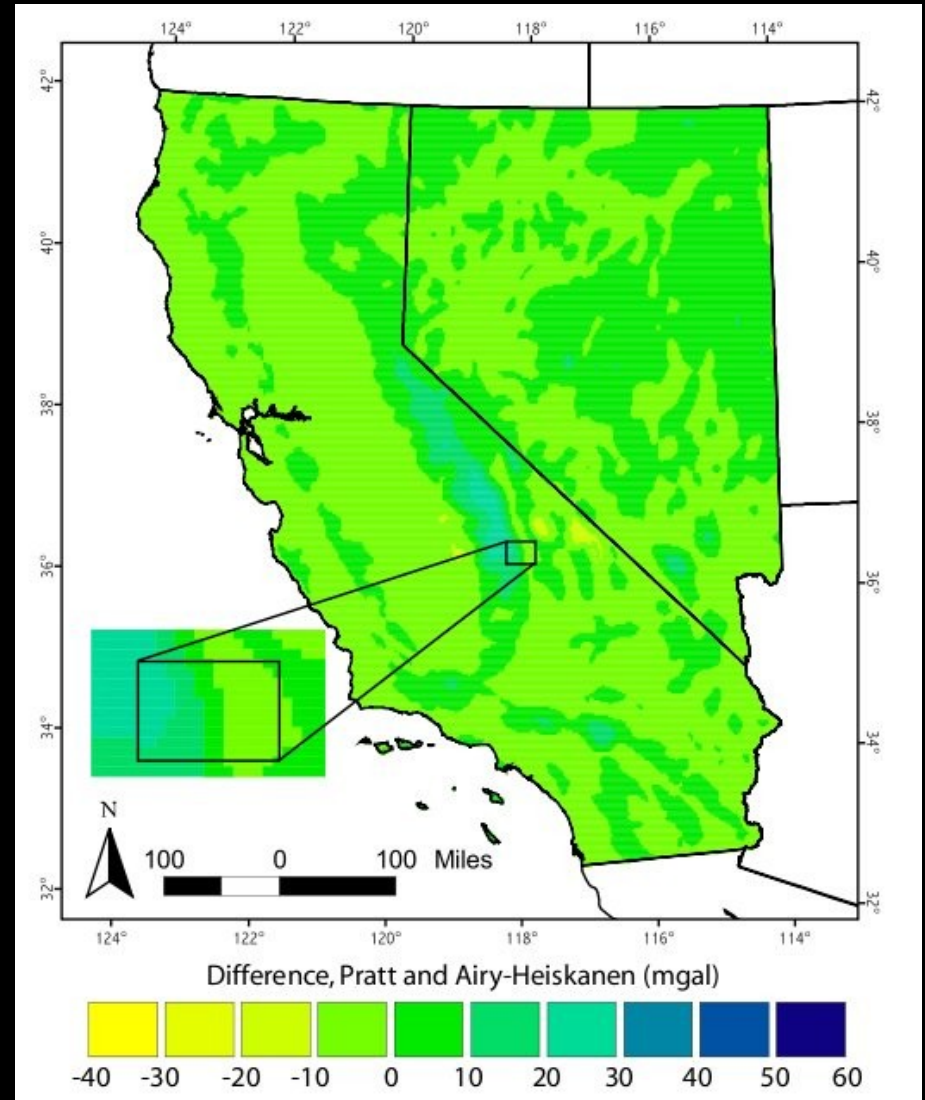 124° 122° 120° 118° 116° 114°
42° 42°
40° 40°
38° 38°
36° 36°
34° 34°
N
100 0 100 Miles
32° 32°
124° 122° 120° 118° 116° 114°
Difference, Pratt and Airy-Heiskanen (mgal)
-40 -30 -20 -10 0 10 20 30 40 50 60